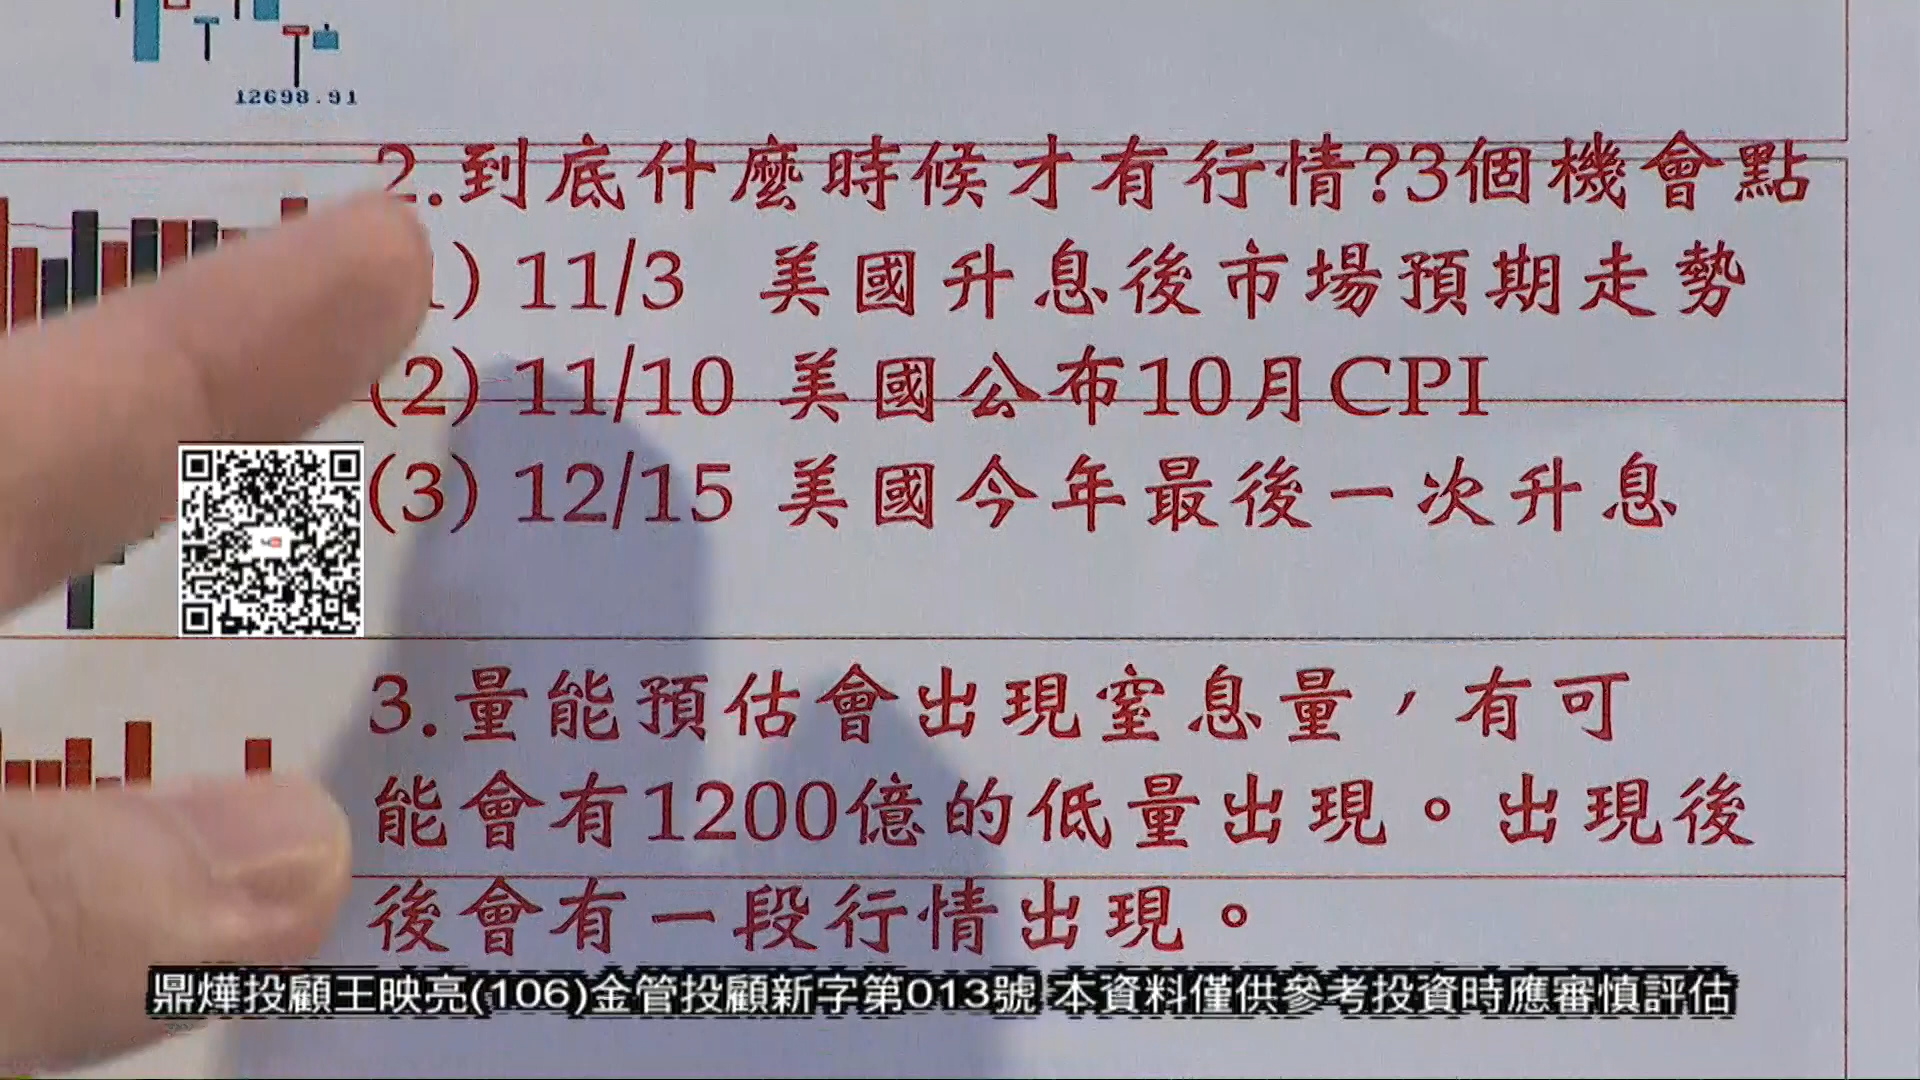 12698.91
2.到底什麼時候才有行情?3個機會點
1) 11/3 美國升息後市場預期走勢
(2) 11/10 美國公布10月CPI
(3) 12/15 美國今年最後一次升息
3.量能預估會出現窒息量，有可
能會有1200億的低量出現。出現後
後會有一段行情出現。
鼎燁投顧王映亮(106)金管投顧新字第013號 本資料僅供參考投資時應審慎評估